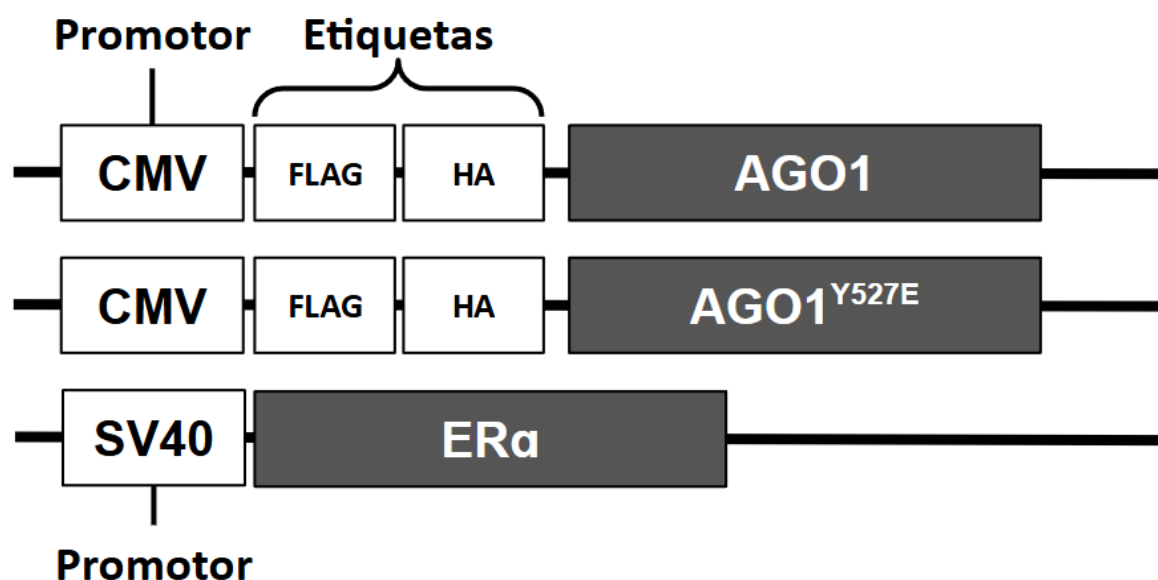 Promotor Etiquetas
CMV FLAG HA AGO1
CMV FLAG HA AGO1Y527E
SV40 ERα
Promotor